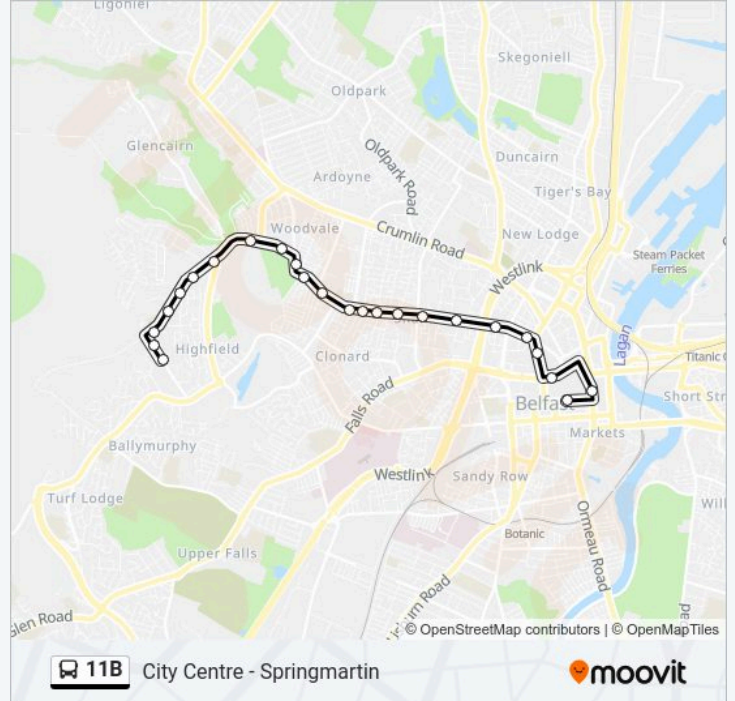 Ligoniel
Skegoniell
Oldpark
Glencairn
Oldpark Road
Duncairn
Ardoyne
Tiger's Bay
Woodvale
Crumlin Road
New Lodge
Steam Packet
Ferries
Westlink
Lagan
Highfield
Clonard
Titanic
Falls Road
Belfast
Short Str
Markets
Ballymurphy
Westlink
Sandy Row
Turf Lodge
Ormeau Road
Botanic
Upper Falls
Glen Road
© OpenStreetMap contributors | © OpenMapTiles
11B City Centre - Springmartin
moovit